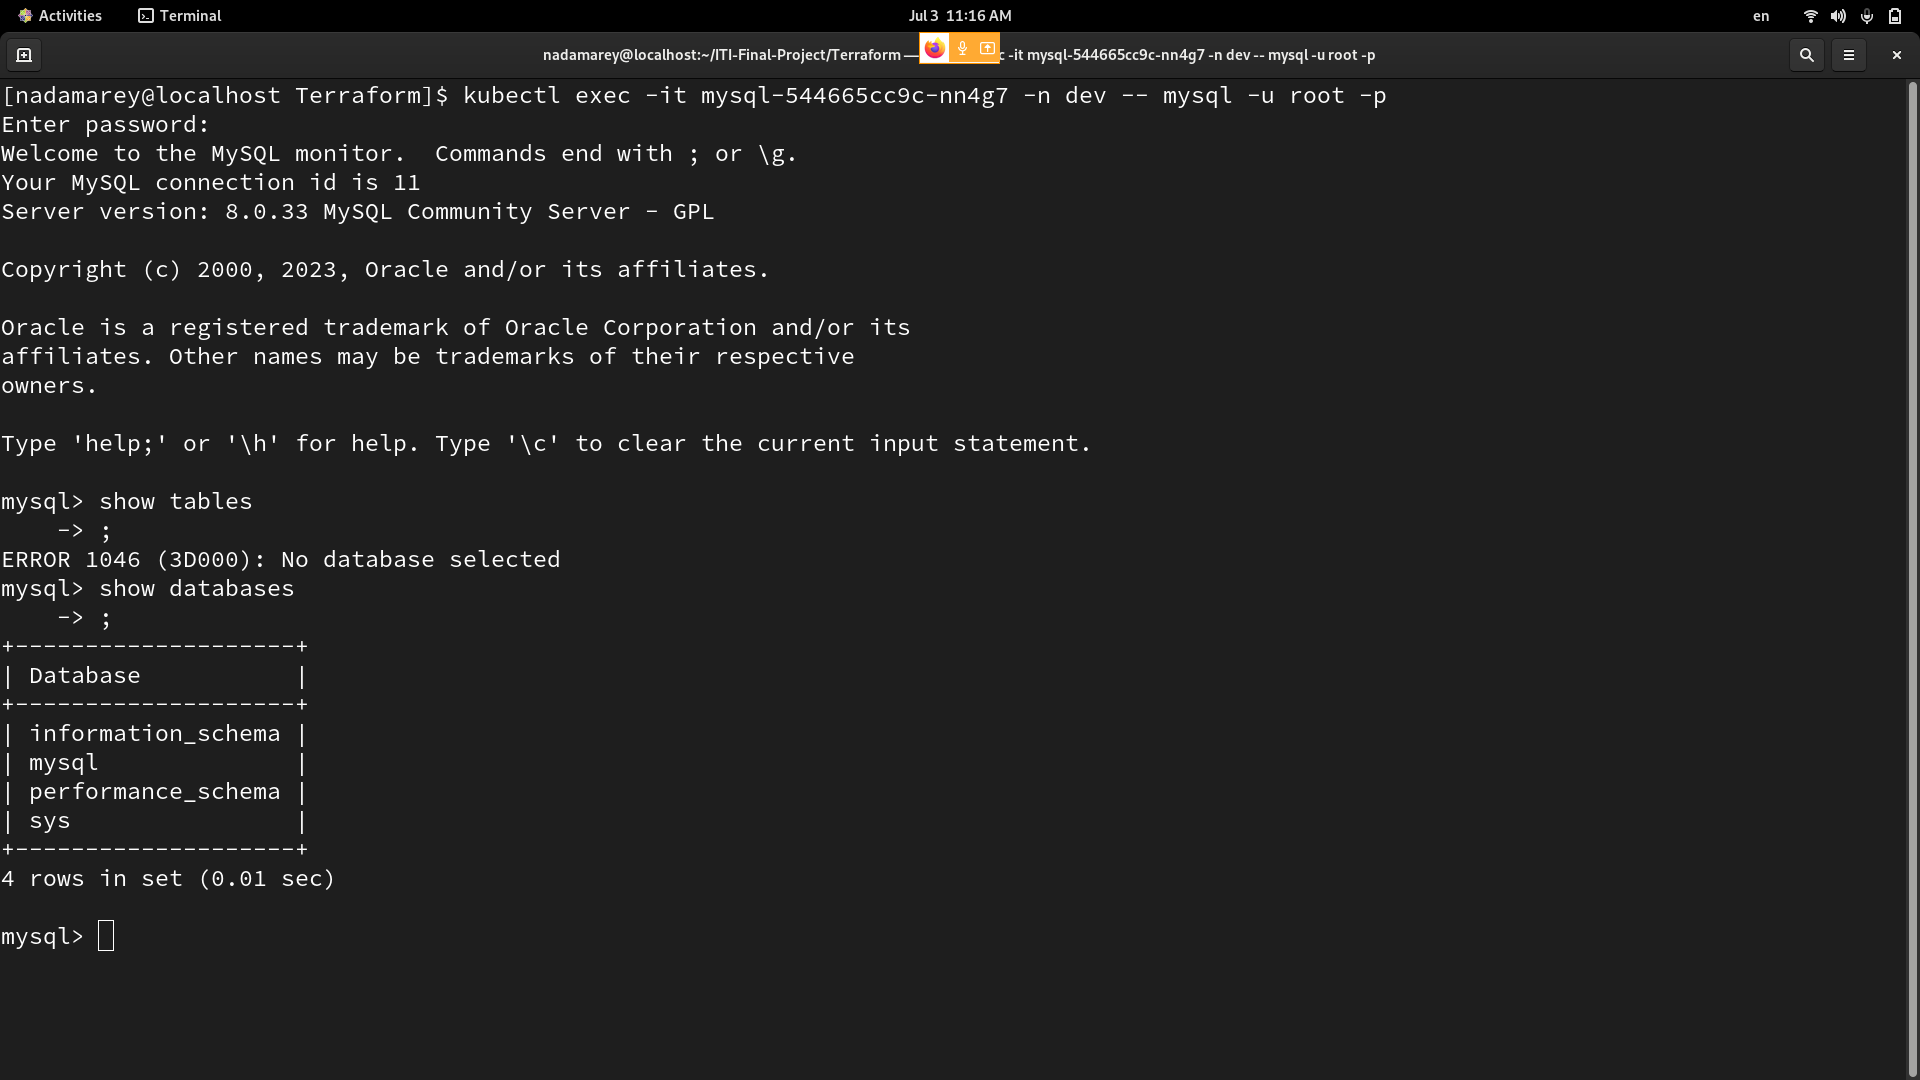 Activities Terminal Jul 3 11:16 AM en
nadamarey@localhost:~/ITI-Final-Project/Terraform — c -it mysql-544665cc9c-nn4g7 -n dev -- mysql -u root -p
[nadamarey@localhost Terraform]$ kubectl exec -it mysql-544665cc9c-nn4g7 -n dev -- mysql -u root -p
Enter password:
Welcome to the MySQL monitor.  Commands end with ; or \g.
Your MySQL connection id is 11
Server version: 8.0.33 MySQL Community Server - GPL

Copyright (c) 2000, 2023, Oracle and/or its affiliates.

Oracle is a registered trademark of Oracle Corporation and/or its
affiliates. Other names may be trademarks of their respective
owners.

Type 'help;' or '\h' for help. Type '\c' to clear the current input statement.

mysql> show tables
    -> ;
ERROR 1046 (3D000): No database selected
mysql> show databases
    -> ;
+--------------------+
| Database           |
+--------------------+
| information_schema |
| mysql              |
| performance_schema |
| sys                |
+--------------------+
4 rows in set (0.01 sec)

mysql>